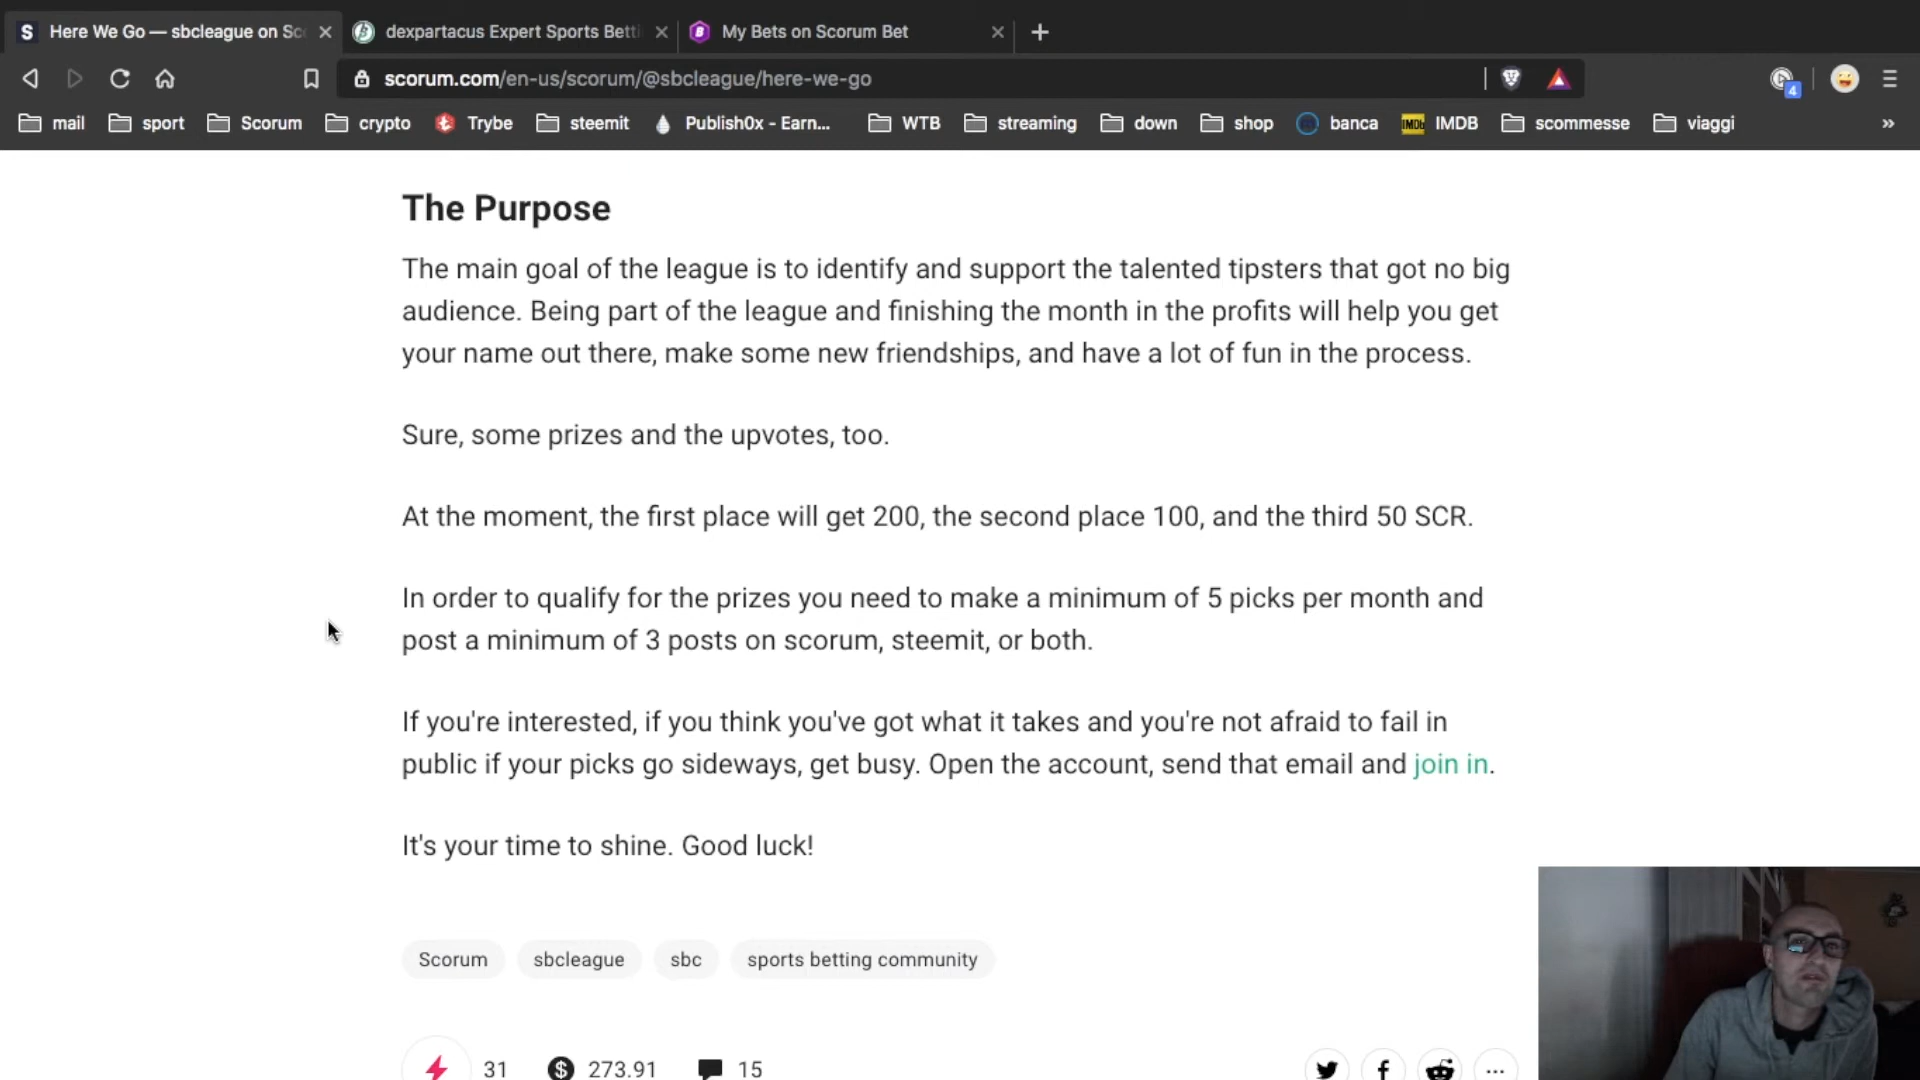 Here We Go — sbcleague on Sc
dexpartacus Expert Sports Betti
My Bets on Scorum Bet
scorum.com/en-us/scorum/@sbcleague/here-we-go
4
mail
sport
Scorum
crypto
Trybe
steemit
Publish0x - Earn...
WTB
streaming
down
shop
banca
IMDb
IMDB
scommesse
viaggi
The Purpose
The main goal of the league is to identify and support the talented tipsters that got no big
audience. Being part of the league and finishing the month in the profits will help you get
your name out there, make some new friendships, and have a lot of fun in the process.
Sure, some prizes and the upvotes, too.
At the moment, the first place will get 200, the second place 100, and the third 50 SCR.
In order to qualify for the prizes you need to make a minimum of 5 picks per month and
post a minimum of 3 posts on scorum, steemit, or both.
If you're interested, if you think you've got what it takes and you're not afraid to fail in
public if your picks go sideways, get busy. Open the account, send that email and join in.
It's your time to shine. Good luck!
Scorum
sbcleague
sbc
sports betting community
31
273.91
15